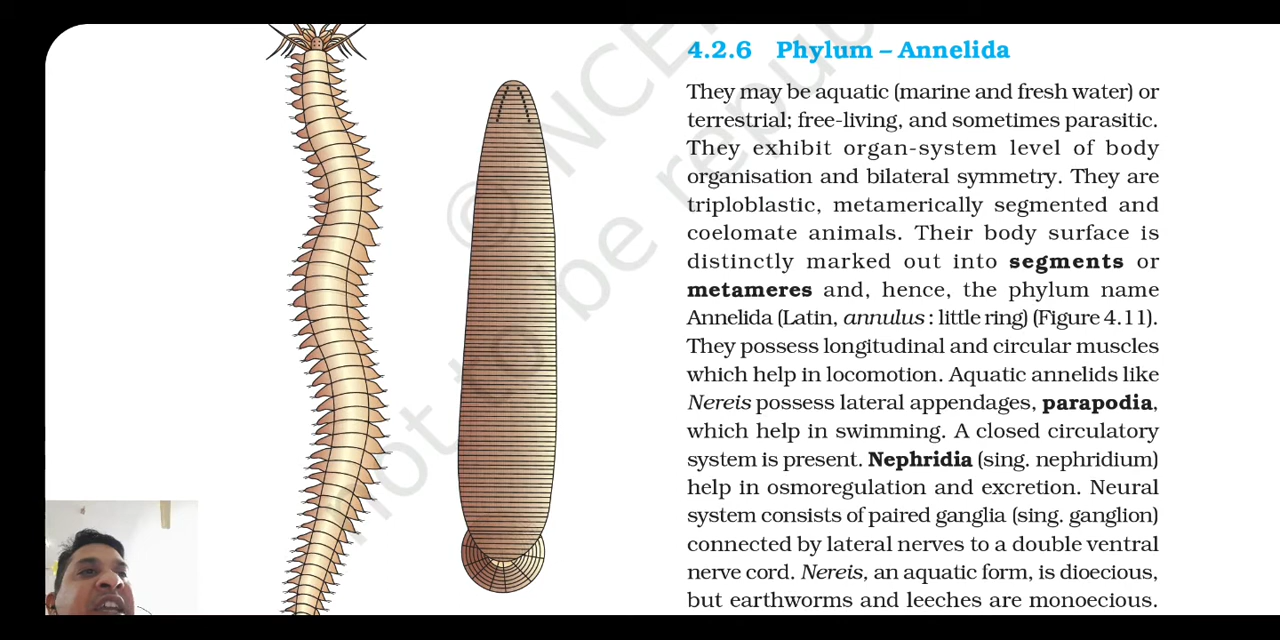 4.2.6 Phylum – Annelida
They may be aquatic (marine and fresh water) or
terrestrial; free-living, and sometimes parasitic.
They exhibit organ-system level of body
organisation and bilateral symmetry. They are
triploblastic, metamerically segmented and
coelomate animals. Their body surface is
distinctly marked out into segments or
metameres and, hence, the phylum name
Annelida (Latin, annulus : little ring) (Figure 4.11).
They possess longitudinal and circular muscles
which help in locomotion. Aquatic annelids like
Nereis possess lateral appendages, parapodia,
which help in swimming. A closed circulatory
system is present. Nephridia (sing. nephridium)
help in osmoregulation and excretion. Neural
system consists of paired ganglia (sing. ganglion)
connected by lateral nerves to a double ventral
nerve cord. Nereis, an aquatic form, is dioecious,
but earthworms and leeches are monoecious.
© NCE
not to be repu